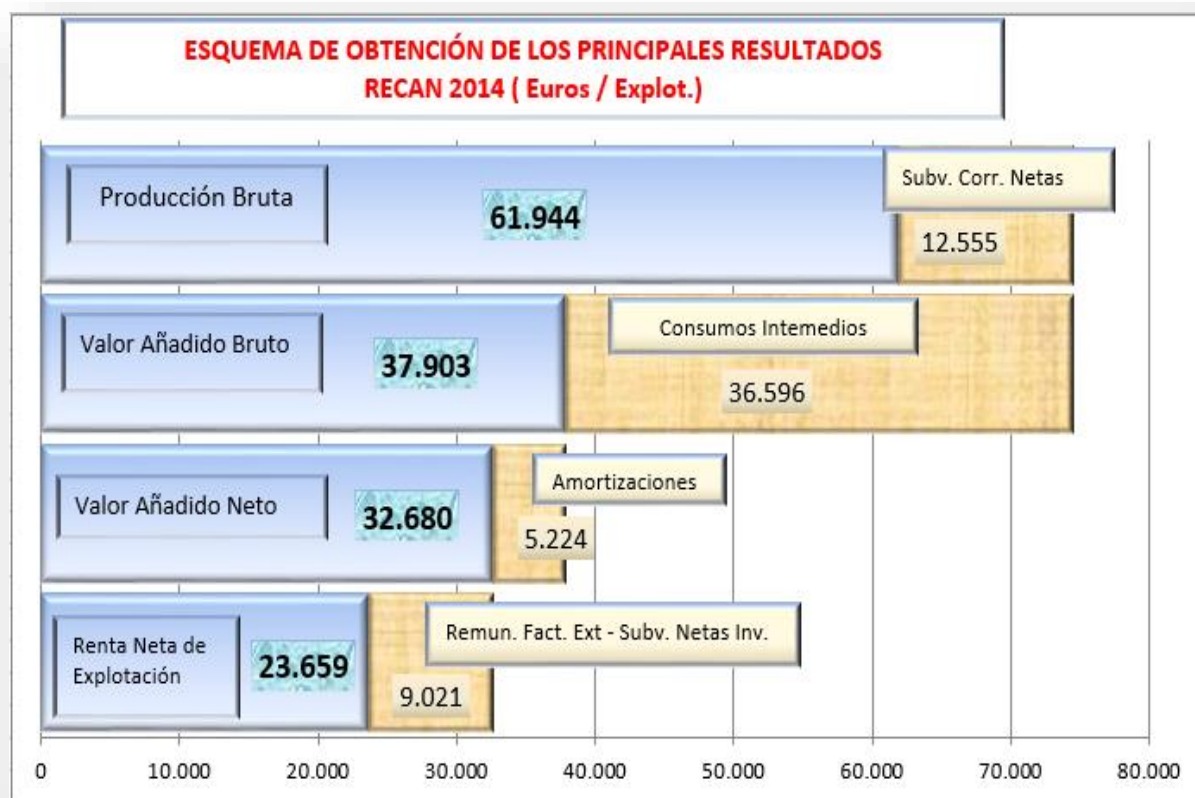 ESQUEMA DE OBTENCIÓN DE LOS PRINCIPALES RESULTADOS
RECAN 2014 ( Euros / Explot.)
Producción Bruta
61.944
Subv. Corr. Netas
12.555
Valor Añadido Bruto
37.903
Consumos Intemedios
36.596
Valor Añadido Neto
32.680
Amortizaciones
5.224
Renta Neta de
Explotación
23.659
Remun. Fact. Ext - Subv. Netas Inv.
9.021
0 10.000 20.000 30.000 40.000 50.000 60.000 70.000 80.000